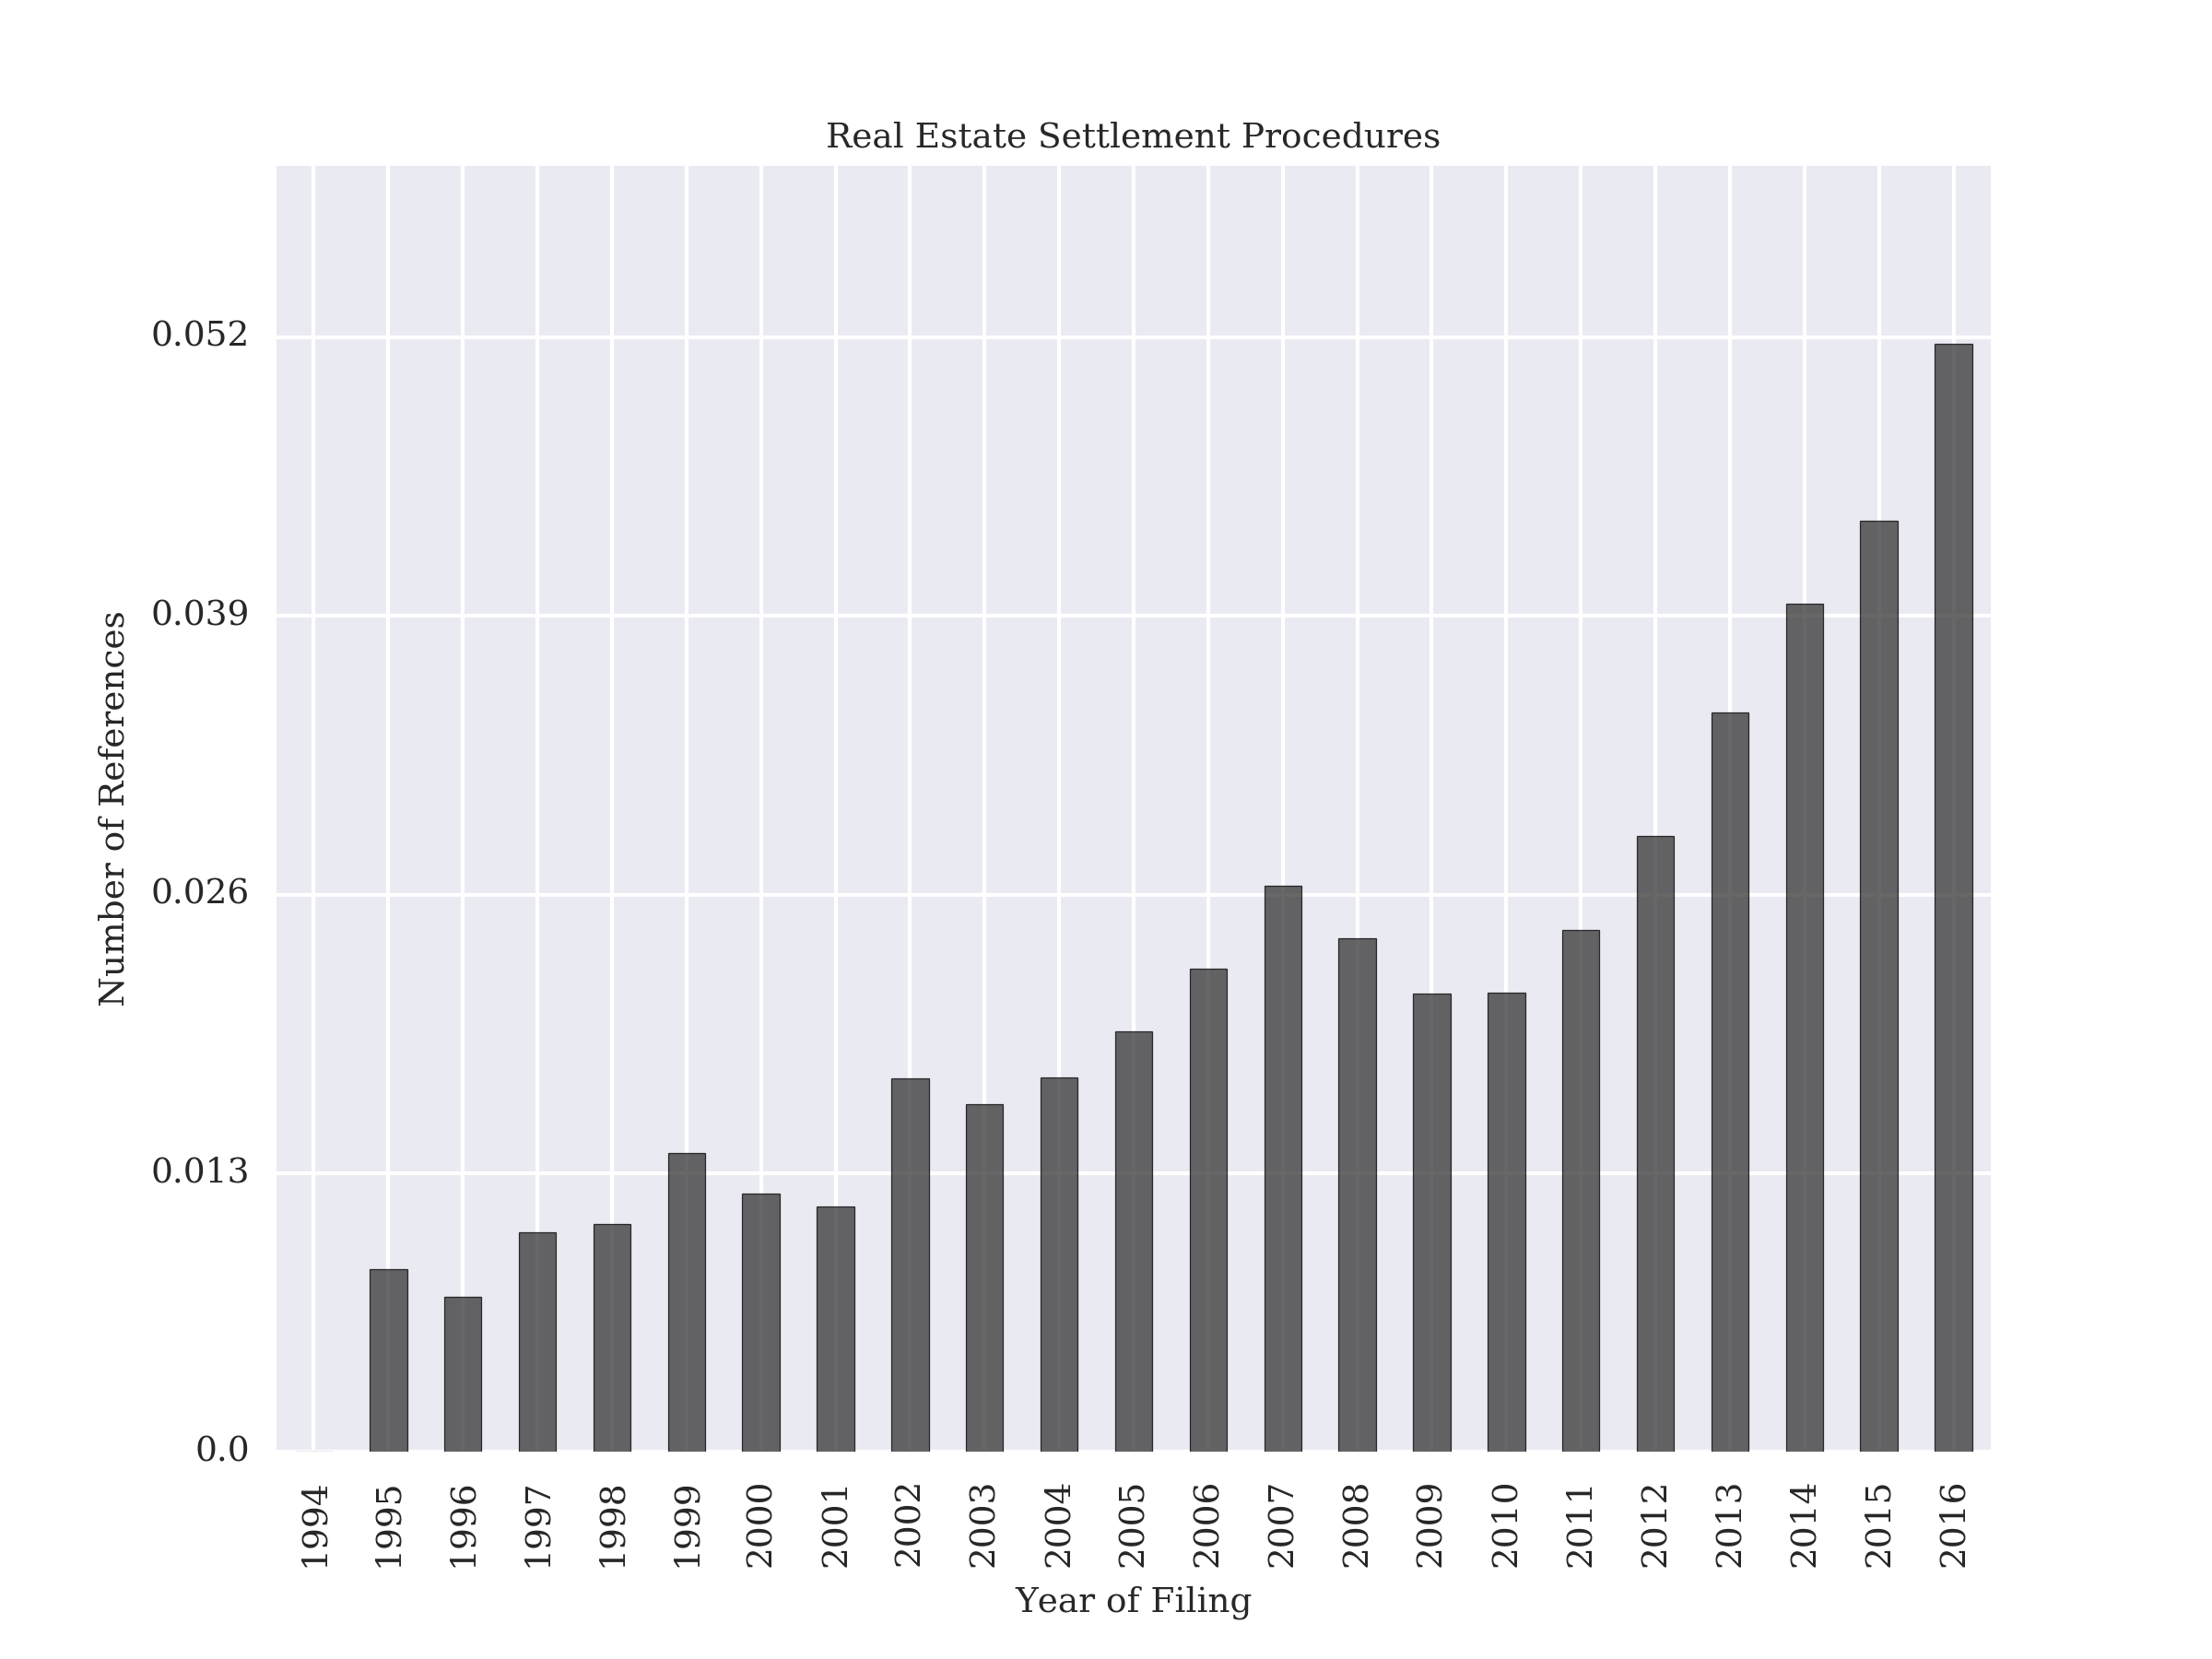 Real Estate Settlement Procedures
Number of References
0.052
0.039
0.026
0.013
0.0
1994 1995 1996 1997 1998 1999 2000 2001 2002 2003 2004 2005 2006 2007 2008 2009 2010 2011 2012 2013 2014 2015 2016
Year of Filing